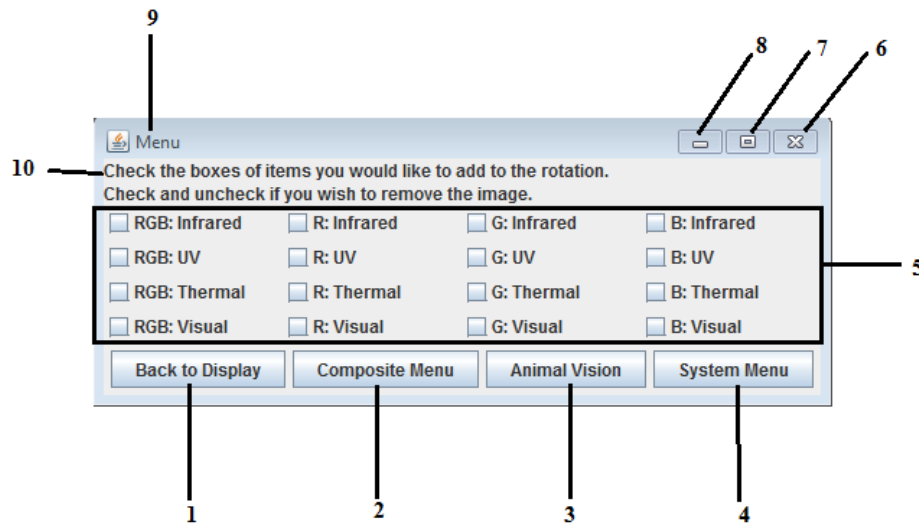 9
8 7 6
Menu
10
Check the boxes of items you would like to add to the rotation.
Check and uncheck if you wish to remove the image.
RGB: Infrared R: Infrared G: Infrared B: Infrared
RGB: UV R: UV G: UV B: UV
5
RGB: Thermal R: Thermal G: Thermal B: Thermal
RGB: Visual R: Visual G: Visual B: Visual
Back to Display Composite Menu Animal Vision System Menu
1 2 3 4